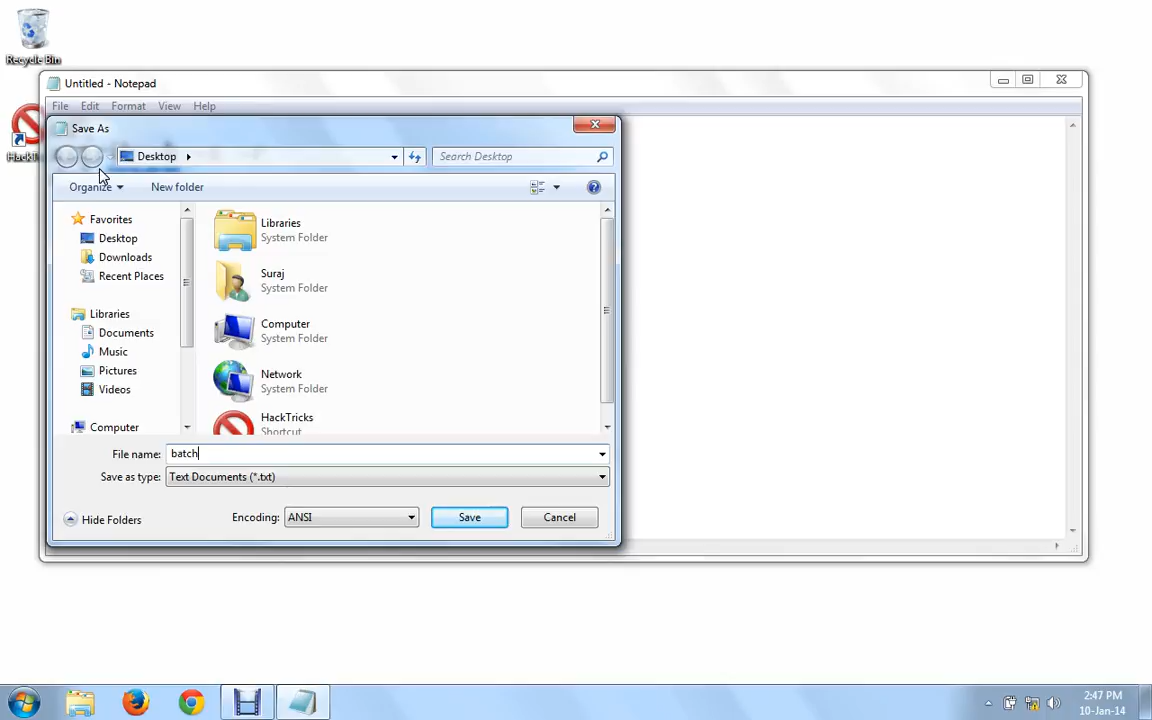 Recycle Bin
Untitled - Notepad
File Edit Format View Help
Save As
Desktop
Search Desktop
Organize
New folder
Favorites
Desktop
Downloads
Recent Places
Libraries
Documents
Music
Pictures
Videos
Computer
Libraries
System Folder
Suraj
System Folder
Computer
System Folder
Network
System Folder
HackTricks
Shortcut
File name: batch
Save as type: Text Documents (*.txt)
Hide Folders
Encoding: ANSI
Save
Cancel
2:47 PM
10-Jan-14